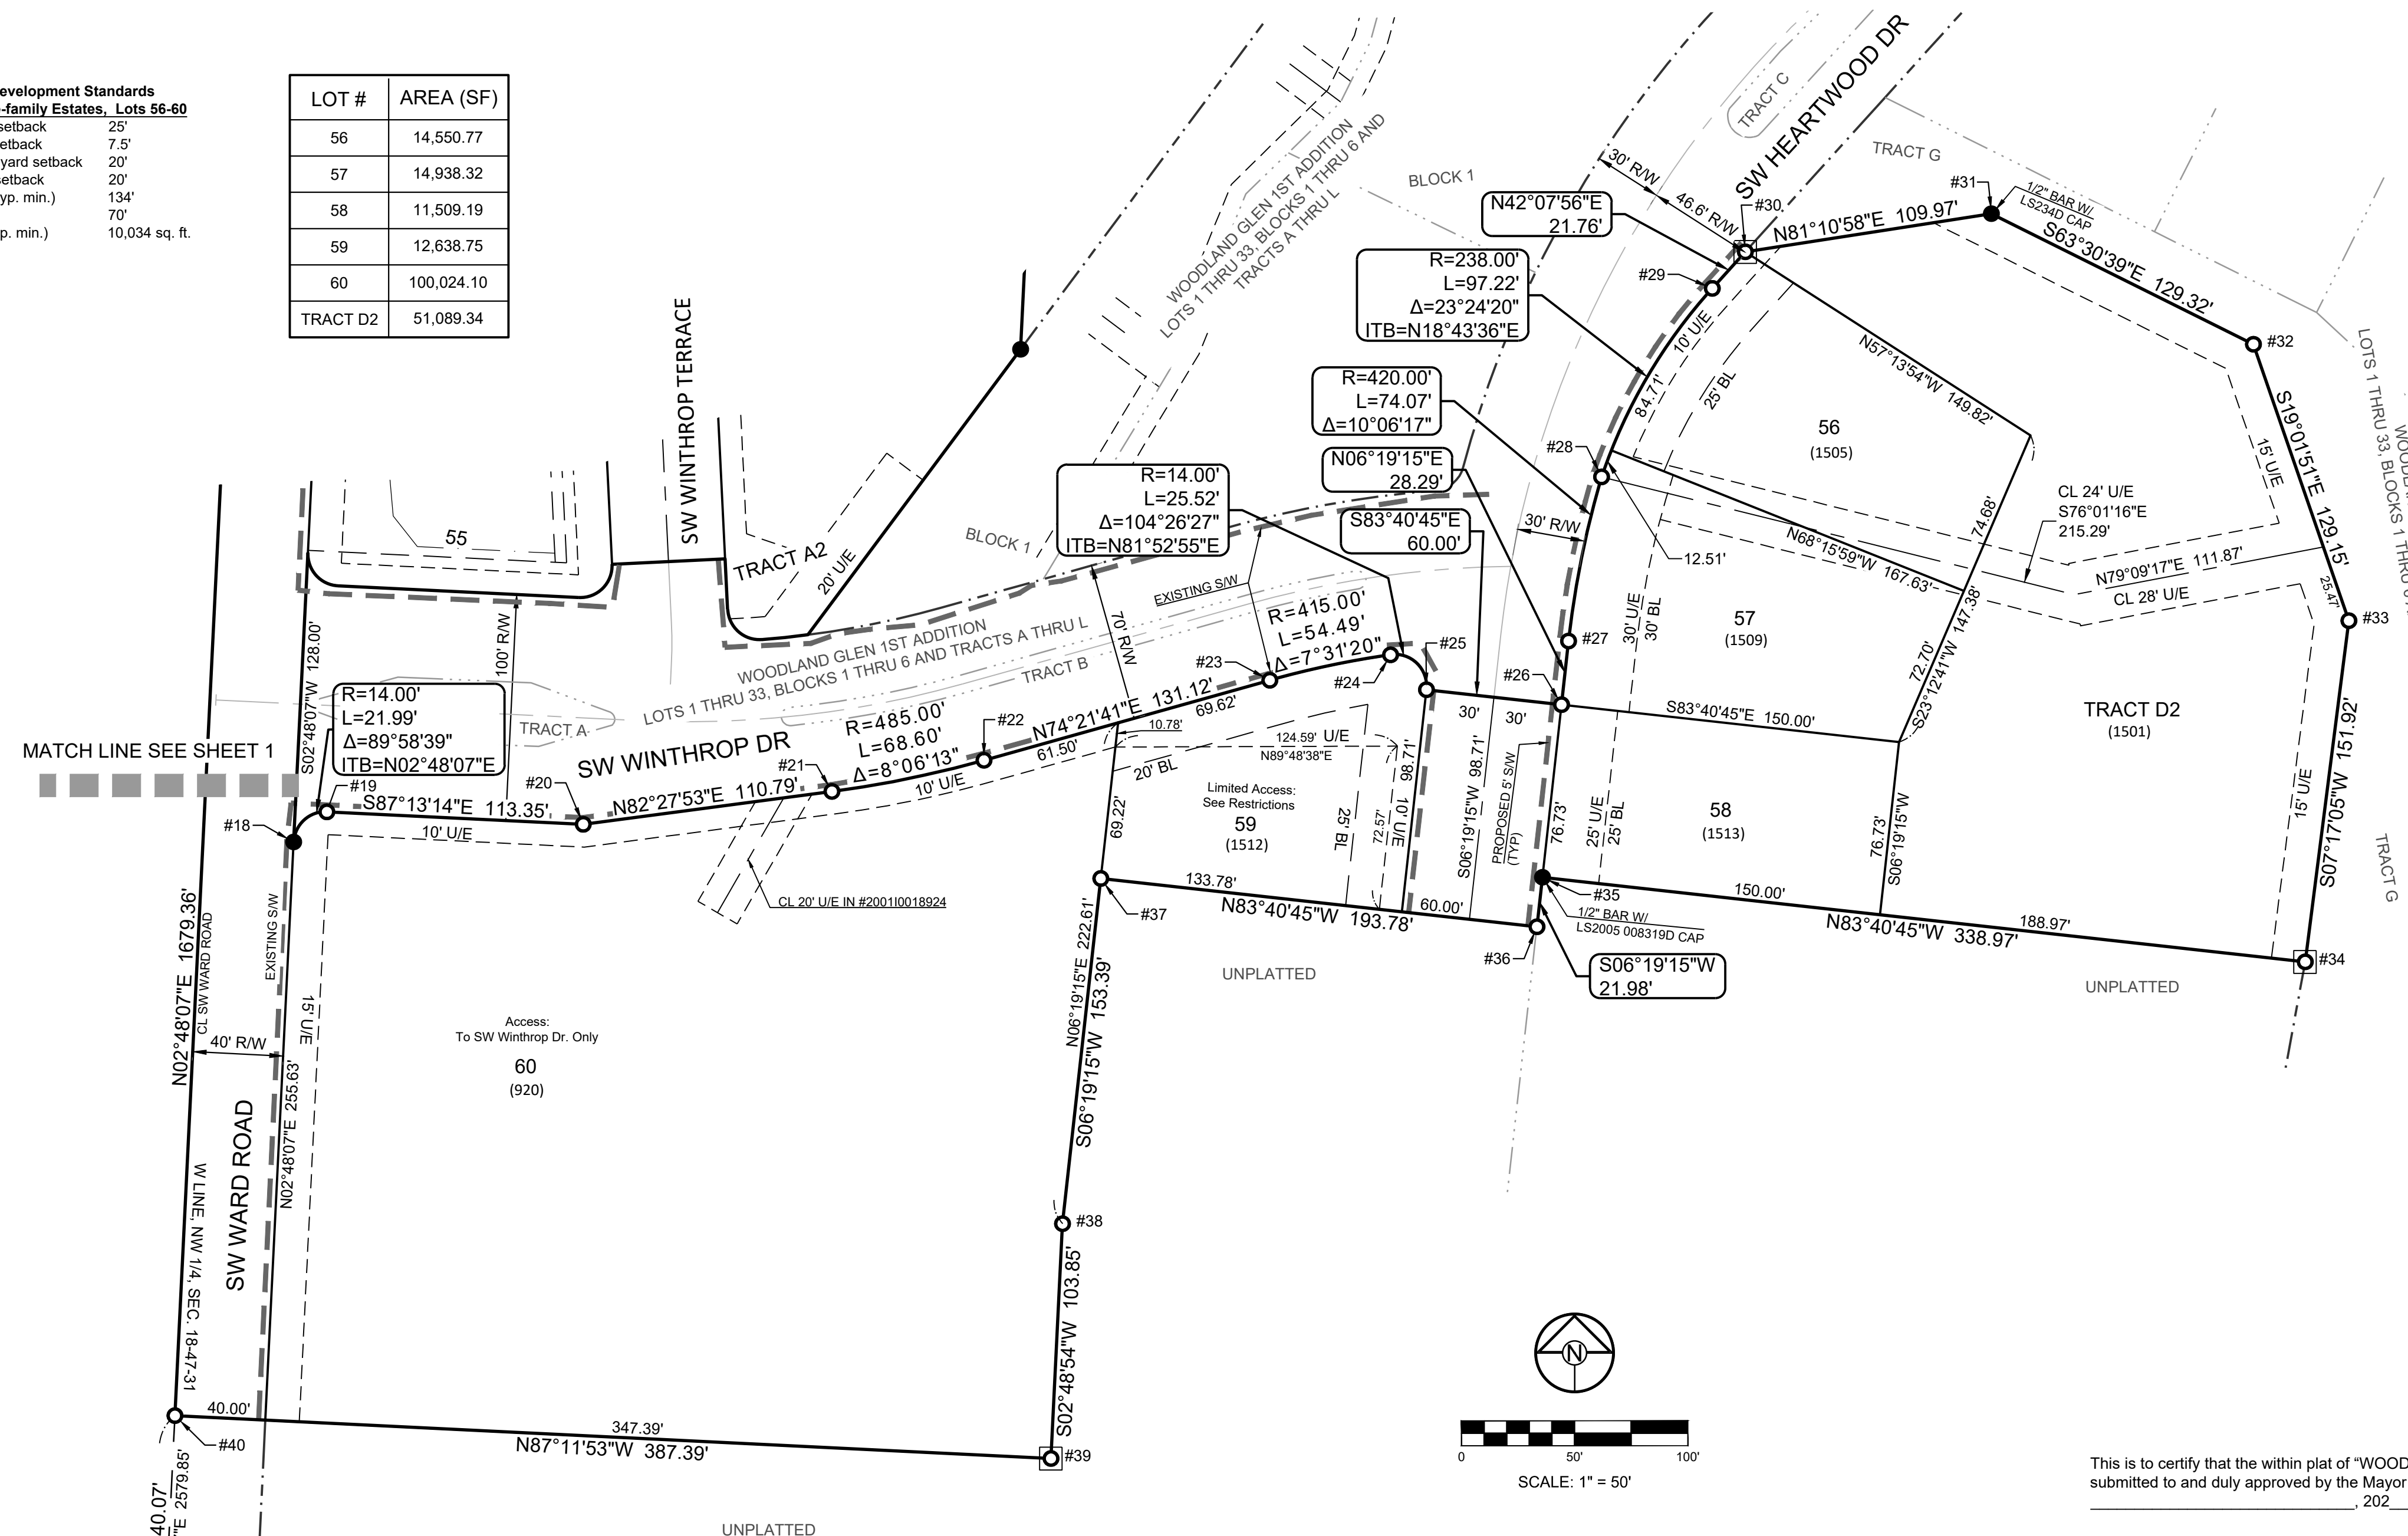 evelopment Standards
-family Estates, Lots 56-60
setback 25'
etback 7.5'
yard setback 20'
setback 20'
yp. min.) 134'
70'
p. min.) 10,034 sq. ft.
LOT # AREA (SF)
56 14,550.77
57 14,938.32
58 11,509.19
59 12,638.75
60 100,024.10
TRACT D2 51,089.34
SW WINTHROP TERRACE
55
TRACT A2
20' U/E
BLOCK 1
WOODLAND GLEN 1ST ADDITION
LOTS 1 THRU 33, BLOCKS 1 THRU 6 AND
TRACTS A THRU L
BLOCK 1
30' R/W
46.6' R/W
SW HEARTWOOD DR
TRACT C
TRACT G
#30
#31
1/2" BAR W/
LS234D CAP
N81°10'58"E 109.97'
S63°30'39"E 129.32'
#32
N42°07'56"E
21.76'
#29
R=238.00'
L=97.22'
Δ=23°24'20"
ITB=N18°43'36"E
R=420.00'
L=74.07'
Δ=10°06'17"
N06°19'15"E
28.29'
S83°40'45"E
60.00'
R=14.00'
L=25.52'
Δ=104°26'27"
ITB=N81°52'55"E
#28
10' U/E
84.71'
25' BL
N57°13'54"W 149.82'
56
(1505)
74.68'
CL 24' U/E
S76°01'16"E
215.29'
15' U/E
S19°01'51"E 129.15'
LOTS 1 THRU 33, BLOCKS 1 THRU 6
WOODL
12.51'
N68°15'59"W 167.63'
N79°09'17"E 111.87'
CL 28' U/E
25.47'
#33
30' R/W
30' U/E
30' BL
57
(1509)
72.70'
S23°12'41"W 147.38'
#27
#26
#25
#24
#23
#22
EXISTING S/W
70' R/W
R=415.00'
L=54.49'
Δ=7°31'20"
WOODLAND GLEN 1ST ADDITION
LOTS 1 THRU 33, BLOCKS 1 THRU 6 AND TRACTS A THRU L
TRACT B
N74°21'41"E 131.12'
69.62'
61.50'
10.78'
R=485.00'
L=68.60'
Δ=8°06'13"
100' R/W
S02°48'07"W 128.00'
R=14.00'
L=21.99'
Δ=89°58'39"
ITB=N02°48'07"E
TRACT A
SW WINTHROP DR
MATCH LINE SEE SHEET 1
#19
#18
#20
#21
S87°13'14"E 113.35'
N82°27'53"E 110.79'
10' U/E
10' U/E
20' BL
124.59' U/E
N89°48'38"E
Limited Access:
See Restrictions
59
(1512)
25' BL
72.57'
10' U/E
98.71'
30' 30'
S06°19'15"W 98.71'
PROPOSED 5' S/W
(TYP)
76.73'
25' U/E
25' BL
S83°40'45"E 150.00'
58
(1513)
76.73'
S06°19'15"W
TRACT D2
(1501)
15' U/E
S07°17'05"W 151.92'
TRACT G
69.22'
133.78'
60.00'
N83°40'45"W 193.78'
#37
#35
1/2" BAR W/
LS2005 008319D CAP
#36
S06°19'15"W
21.98'
150.00'
188.97'
N83°40'45"W 338.97'
#34
UNPLATTED
UNPLATTED
CL 20' U/E IN #2001I0018924
N02°48'07"E 1679.36'
CL SW WARD ROAD
EXISTING S/W
15' U/E
40' R/W
N02°48'07"E 255.63'
SW WARD ROAD
W LINE, NW 1/4, SEC. 18-47-31
Access:
To SW Winthrop Dr. Only
60
(920)
N06°19'15"E 222.61'
S06°19'15"W 153.39'
#38
S02°48'54"W 103.85'
#39
40.00'
#40
347.39'
N87°11'53"W 387.39'
40.07'
"E 2579.85'
UNPLATTED
N
0 50' 100'
SCALE: 1" = 50'
This is to certify that the within plat of “WOOD
submitted to and duly approved by the Mayor
, 202